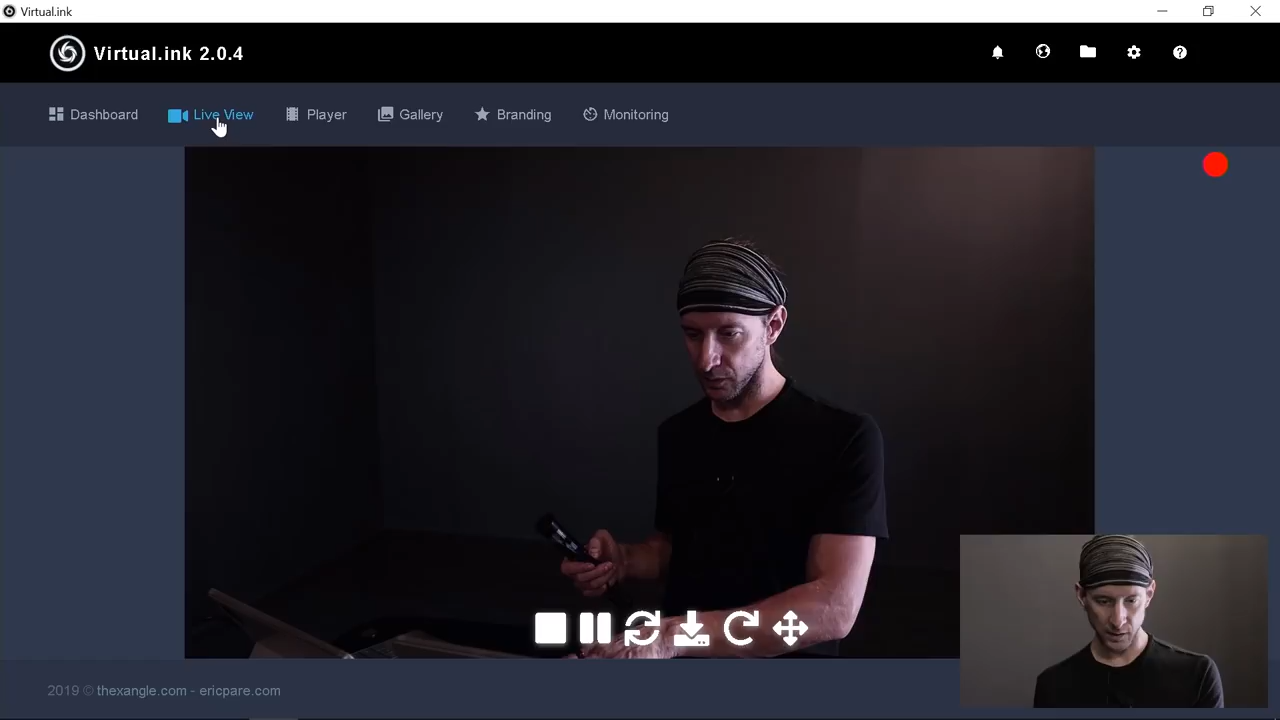 Virtual.ink
Virtual.ink 2.0.4
Dashboard
Live View
Player
Gallery
Branding
Monitoring
2019 © thexangle.com - ericpare.com